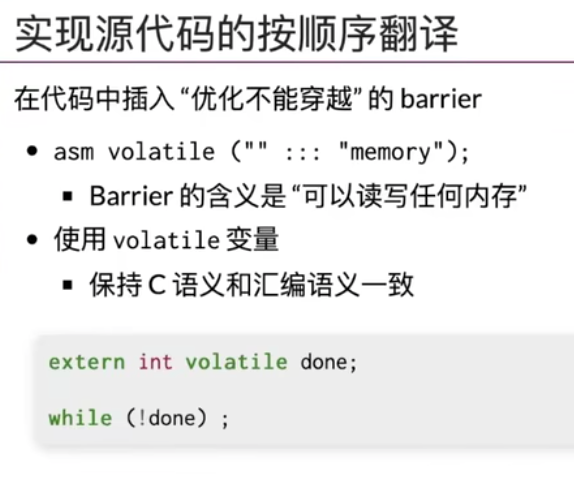 实现源代码的按顺序翻译
在代码中插入 “优化不能穿越” 的 barrier
• asm volatile ("" ::: "memory");
▪ Barrier 的含义是 “可以读写任何内存”
• 使用 volatile 变量
▪ 保持 C 语义和汇编语义一致
extern int volatile done;
while (!done) ;